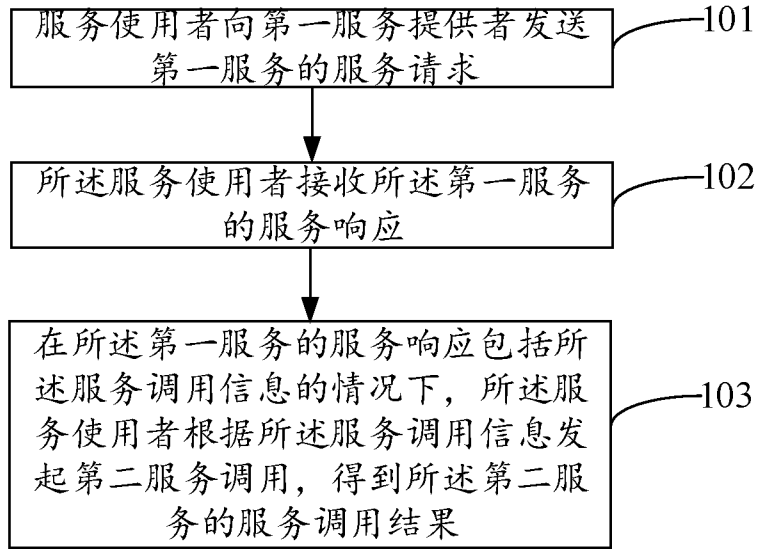 服务使用者向第一服务提供者发送
第一服务的服务请求
101
所述服务使用者接收所述第一服务
的服务响应
102
在所述第一服务的服务响应包括所
述服务调用信息的情况下，所述服
务使用者根据所述服务调用信息发
起第二服务调用，得到所述第二服
务的服务调用结果
103